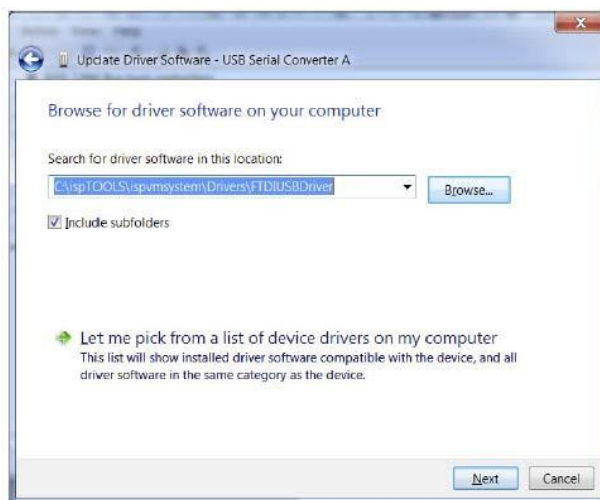 Update Driver Software - USB Serial Converter A
Browse for driver software on your computer
Search for driver software in this location:
C:\ispTOOLS\ispvmsystem\Drivers\FTDIUSBDriver
Browse...
Include subfolders
Let me pick from a list of device drivers on my computer
This list will show installed driver software compatible with the device, and all
driver software in the same category as the device.
Next
Cancel